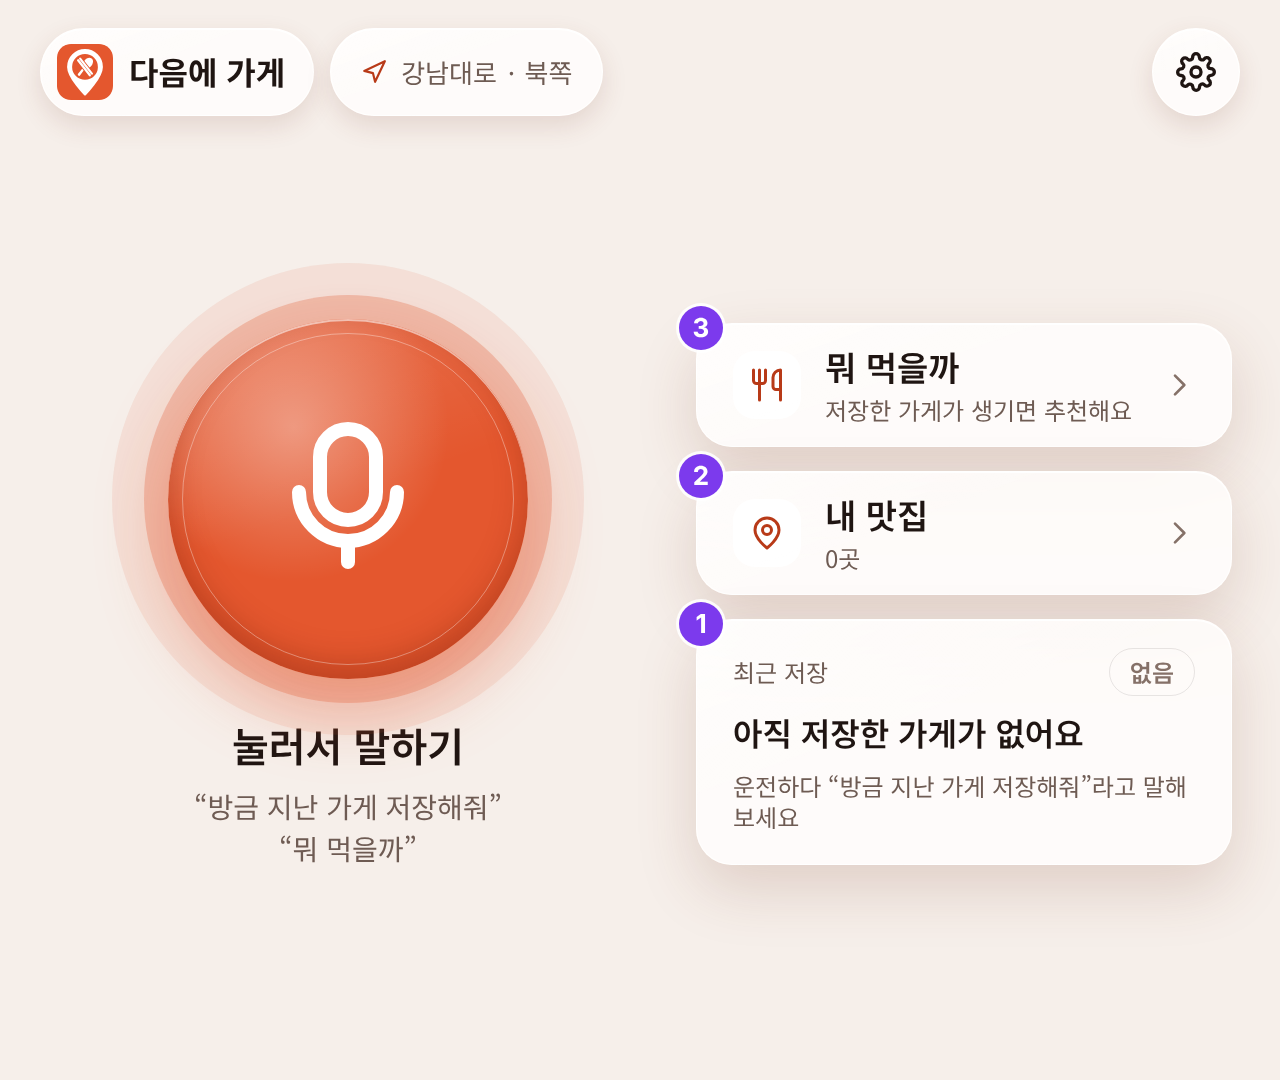 다음에 가게
강남대로 · 북쪽
눌러서 말하기
“방금 지난 가게 저장해줘”
“뭐 먹을까”
3
뭐 먹을까
저장한 가게가 생기면 추천해요
2
내 맛집
0곳
1
최근 저장
없음
아직 저장한 가게가 없어요
운전하다 “방금 지난 가게 저장해줘”라고 말해
보세요